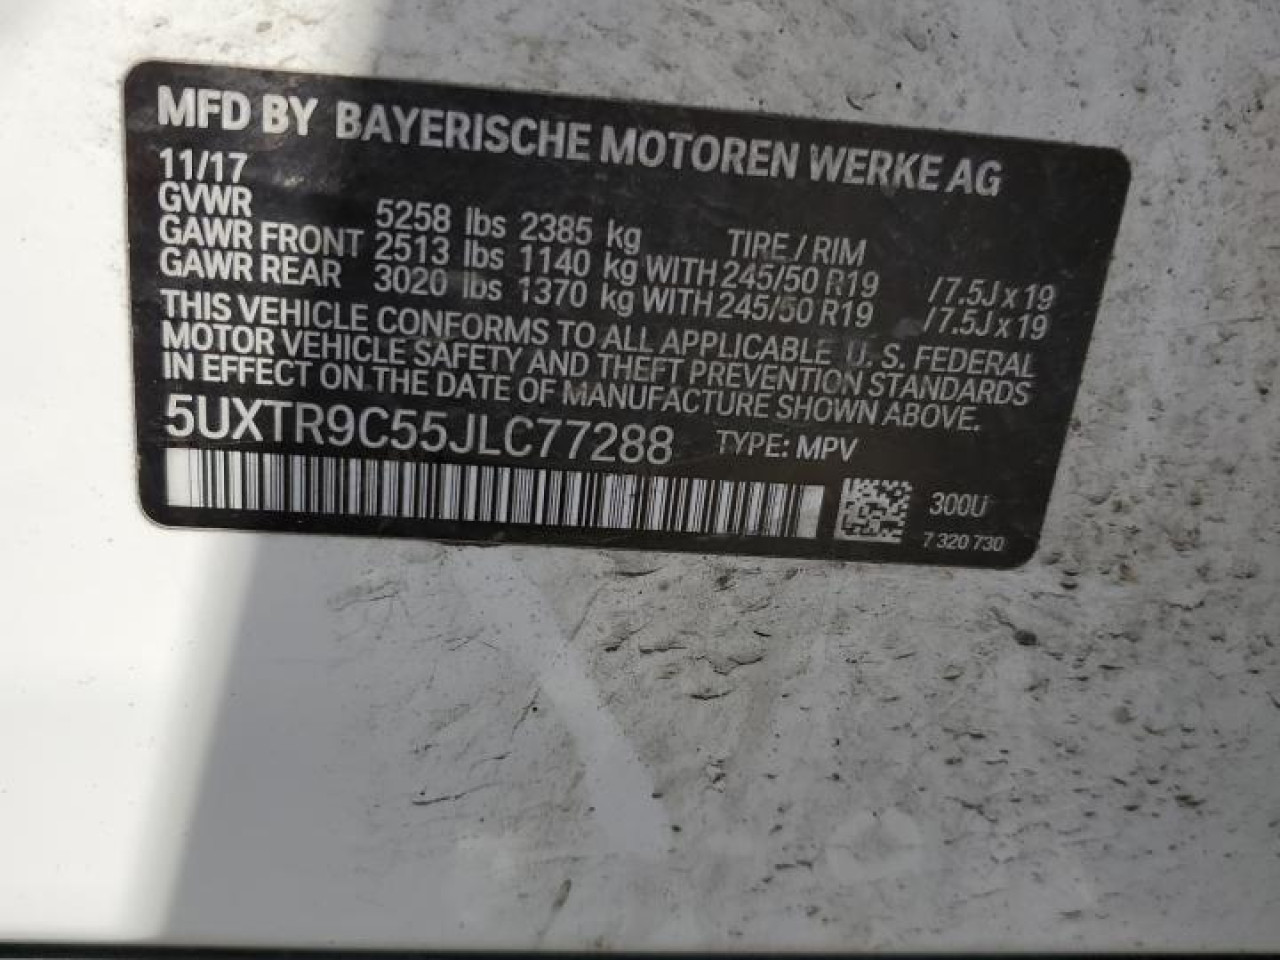 MFD BY BAYERISCHE MOTOREN WERKE AG
11/17
GVWR 5258 lbs 2385 kg TIRE / RIM
GAWR FRONT 2513 lbs 1140 kg WITH 245/50 R19 / 7.5J x 19
GAWR REAR 3020 lbs 1370 kg WITH 245/50 R19 / 7.5J x 19
THIS VEHICLE CONFORMS TO ALL APPLICABLE U. S. FEDERAL
MOTOR VEHICLE SAFETY AND THEFT PREVENTION STANDARDS
IN EFFECT ON THE DATE OF MANUFACTURE SHOWN ABOVE.
5UXTR9C55JLC77288 TYPE: MPV
300U
7 320 730